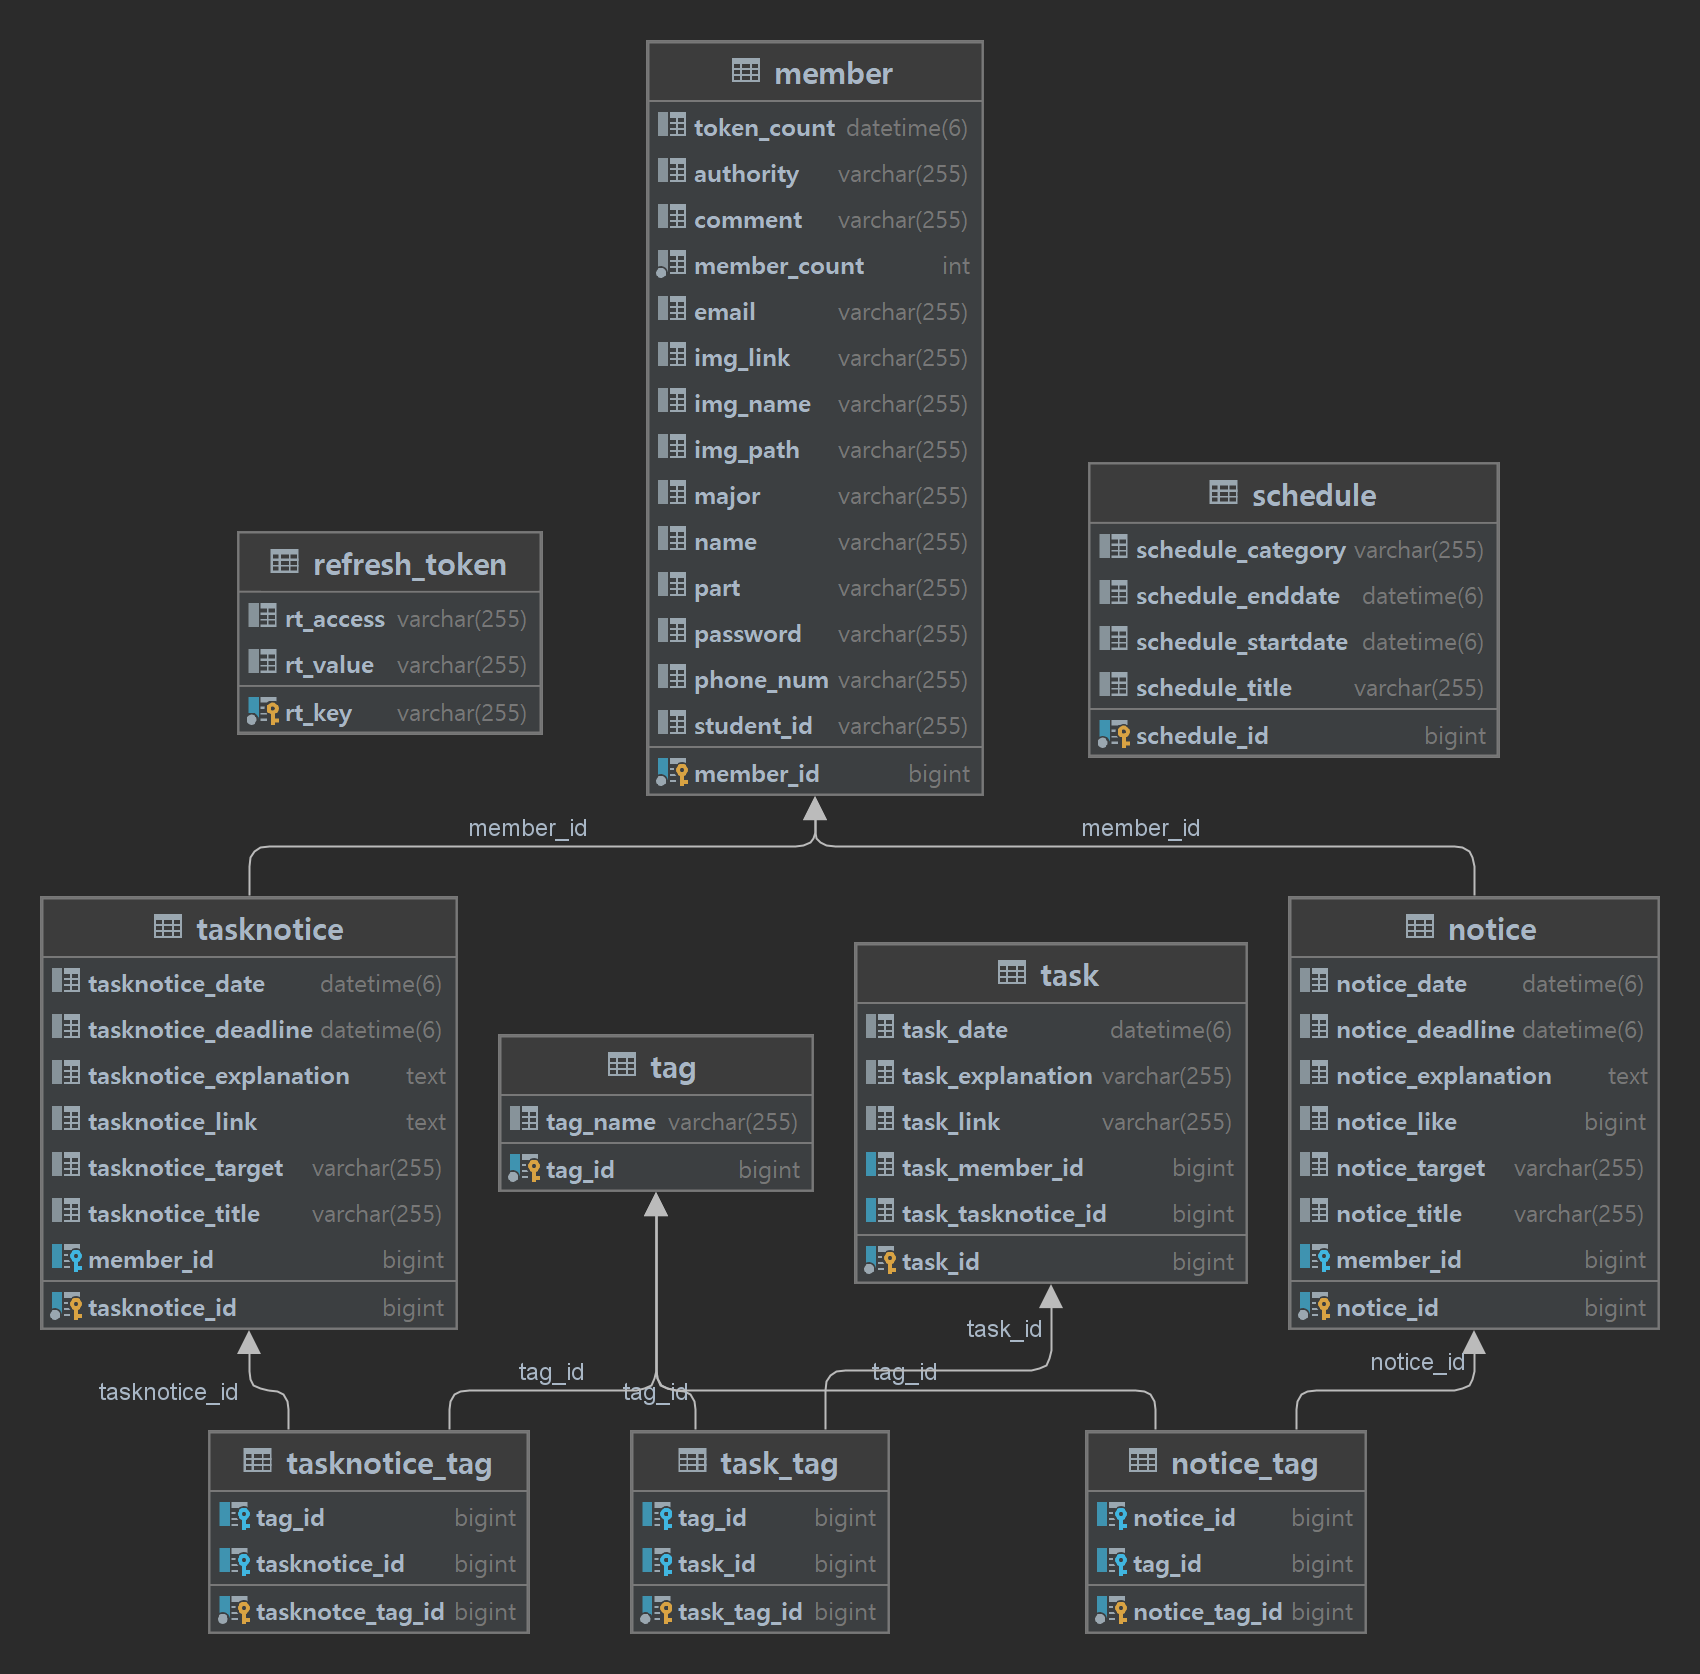 member
token_count datetime(6)
authority varchar(255)
comment varchar(255)
member_count int
email varchar(255)
img_link varchar(255)
img_name varchar(255)
img_path varchar(255)
major varchar(255)
name varchar(255)
part varchar(255)
password varchar(255)
phone_num varchar(255)
student_id varchar(255)
member_id bigint
refresh_token
rt_access varchar(255)
rt_value varchar(255)
rt_key varchar(255)
schedule
schedule_category varchar(255)
schedule_enddate datetime(6)
schedule_startdate datetime(6)
schedule_title varchar(255)
schedule_id bigint
member_id
member_id
tasknotice
tasknotice_date datetime(6)
tasknotice_deadline datetime(6)
tasknotice_explanation text
tasknotice_link text
tasknotice_target varchar(255)
tasknotice_title varchar(255)
member_id bigint
tasknotice_id bigint
tag
tag_name varchar(255)
tag_id bigint
task
task_date datetime(6)
task_explanation varchar(255)
task_link varchar(255)
task_member_id bigint
task_tasknotice_id bigint
task_id bigint
notice
notice_date datetime(6)
notice_deadline datetime(6)
notice_explanation text
notice_like bigint
notice_target varchar(255)
notice_title varchar(255)
member_id bigint
notice_id bigint
tasknotice_id
tag_id
tag_id
task_id
tag_id
notice_id
tasknotice_tag
tag_id bigint
tasknotice_id bigint
tasknotce_tag_id bigint
task_tag
tag_id bigint
task_id bigint
task_tag_id bigint
notice_tag
notice_id bigint
tag_id bigint
notice_tag_id bigint